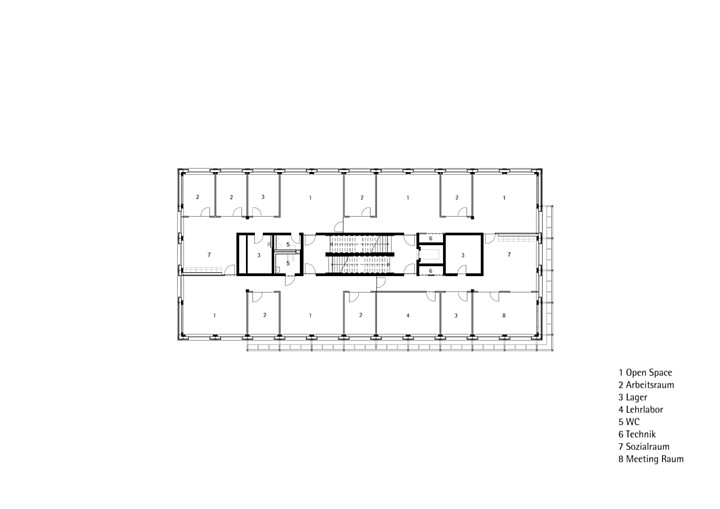 2 2 3 1 2 1 2 1
7 3 5 5 6 6 3 7
1 2 1 2 4 3 8
1 Open Space
2 Arbeitsraum
3 Lager
4 Lehrlabor
5 WC
6 Technik
7 Sozialraum
8 Meeting Raum